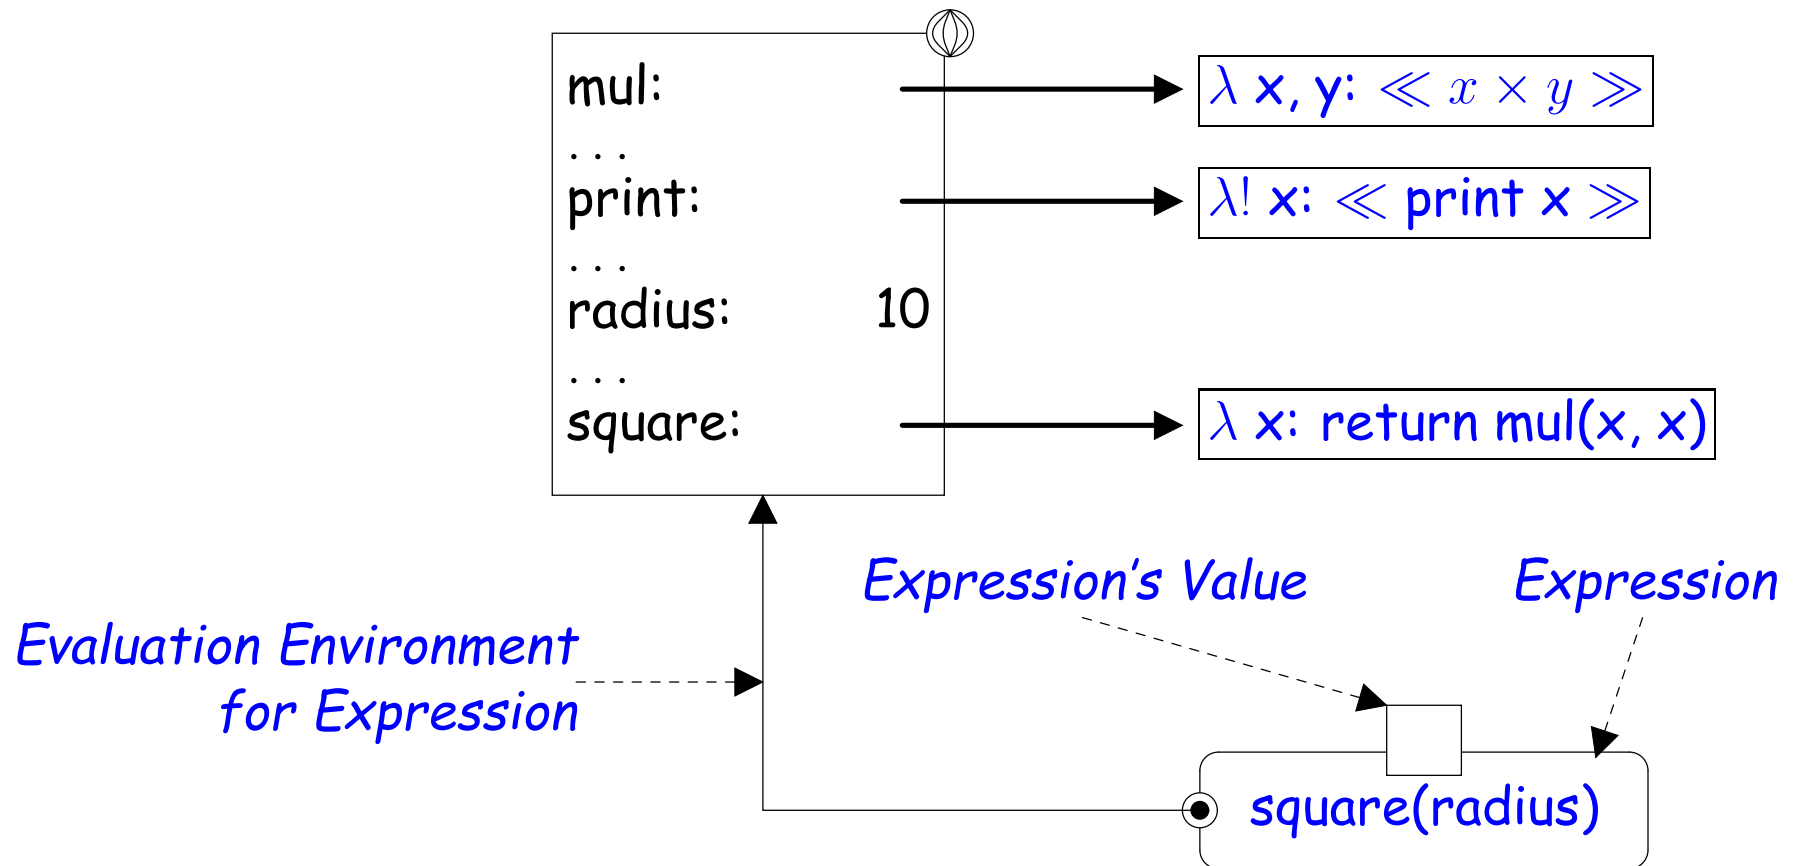 mul:
λ x, y: ≪ x × y ≫
. . .
print:
λ! x: ≪ print x ≫
. . .
radius: 10
. . .
square:
λ x: return mul(x, x)
Expression's Value
Expression
Evaluation Environment
for Expression
square(radius)